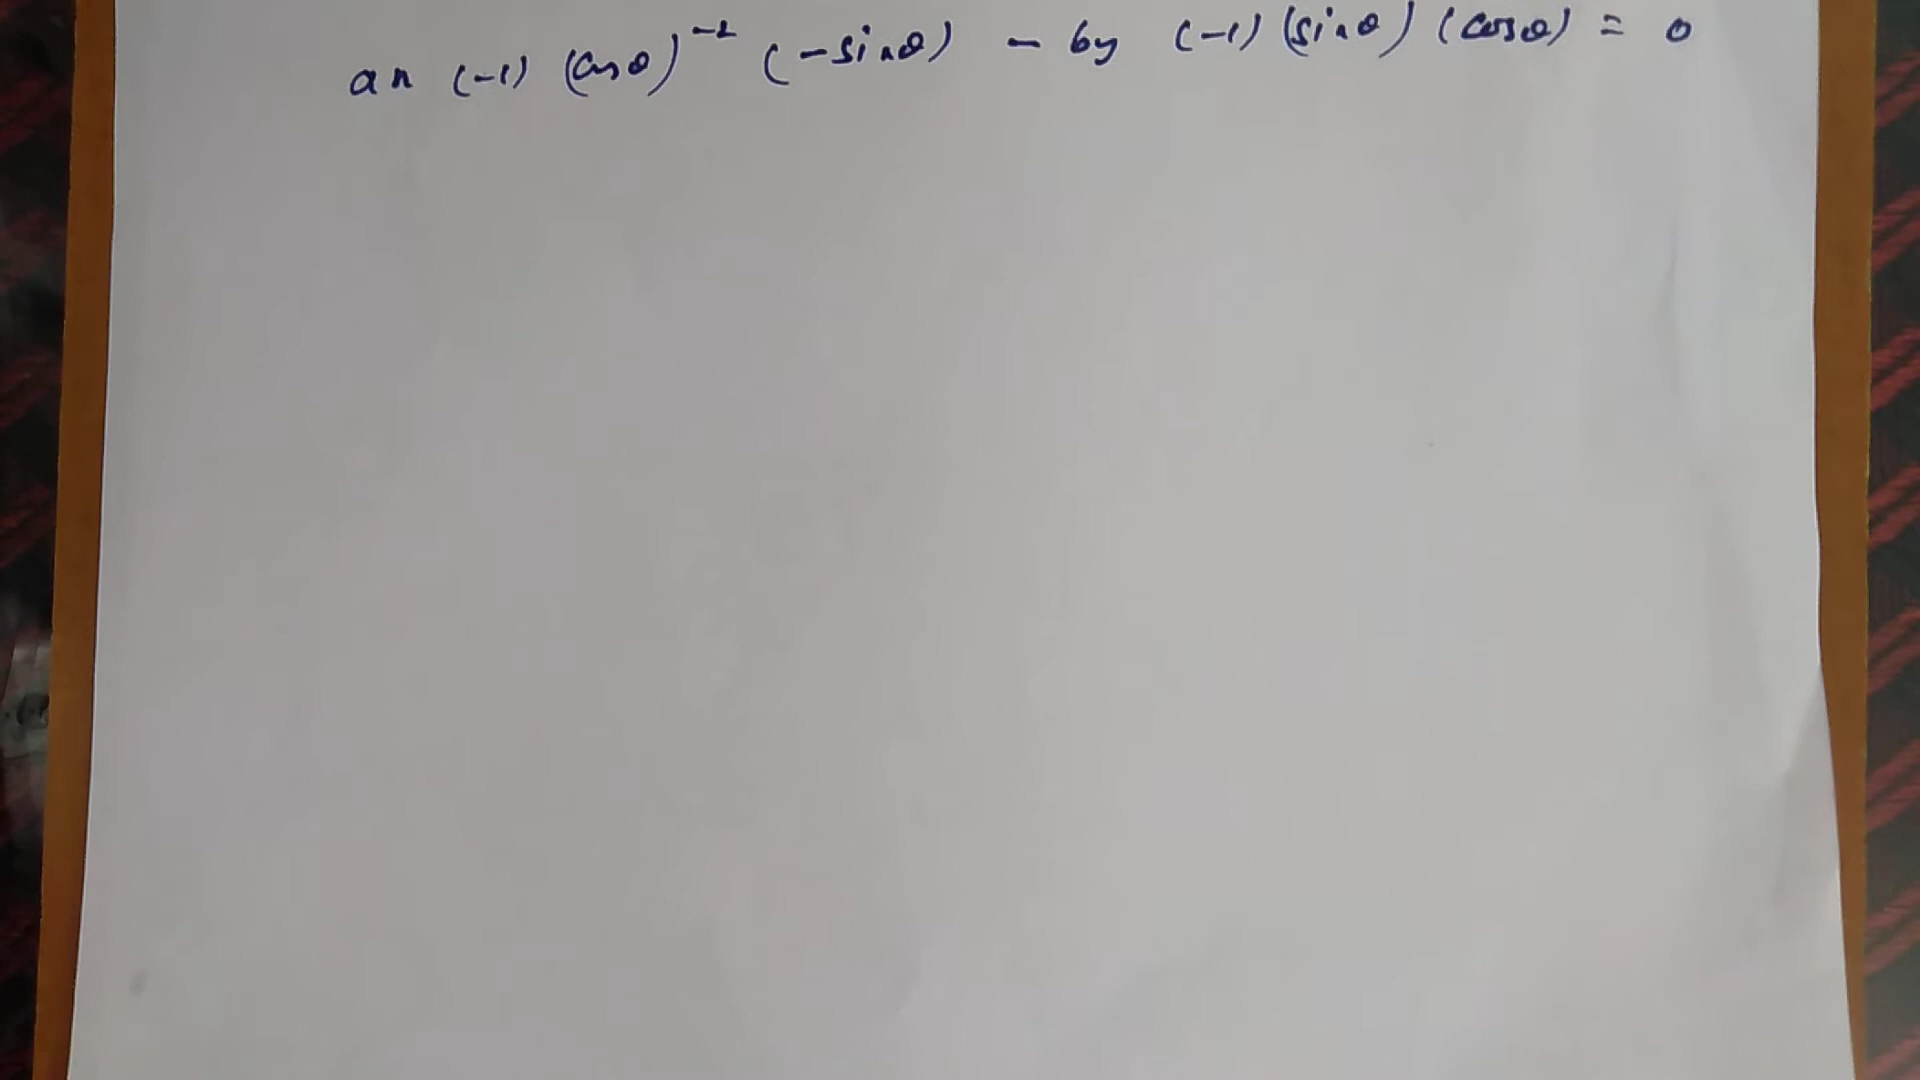 ax (-1) (cosθ)^-2 (-sinθ) - by (-1) (sinθ) (cosθ) = 0